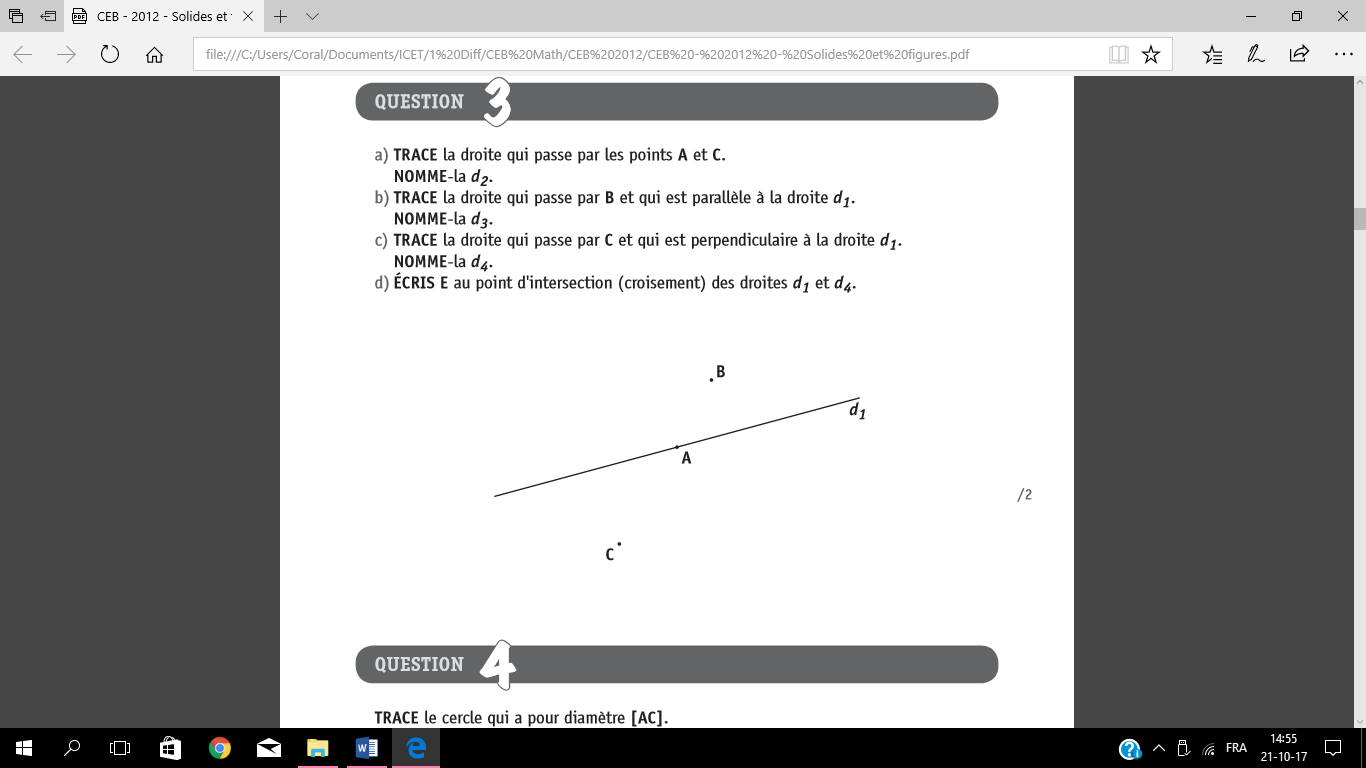 CEB - 2012 - Solides et
file:///C:/Users/Coral/Documents/ICET/1%20Diff/CEB%20Math/CEB%202012/CEB%20-%202012%20-%20Solides%20et%20figures.pdf
QUESTION 3
a) TRACE la droite qui passe par les points A et C.
NOMME-la d2.
b) TRACE la droite qui passe par B et qui est parallèle à la droite d1.
NOMME-la d3.
c) TRACE la droite qui passe par C et qui est perpendiculaire à la droite d1.
NOMME-la d4.
d) ÉCRIS E au point d'intersection (croisement) des droites d1 et d4.
B
d1
A
/2
C
QUESTION 4
TRACE le cercle qui a pour diamètre [AC].
FRA
14:55
21-10-17